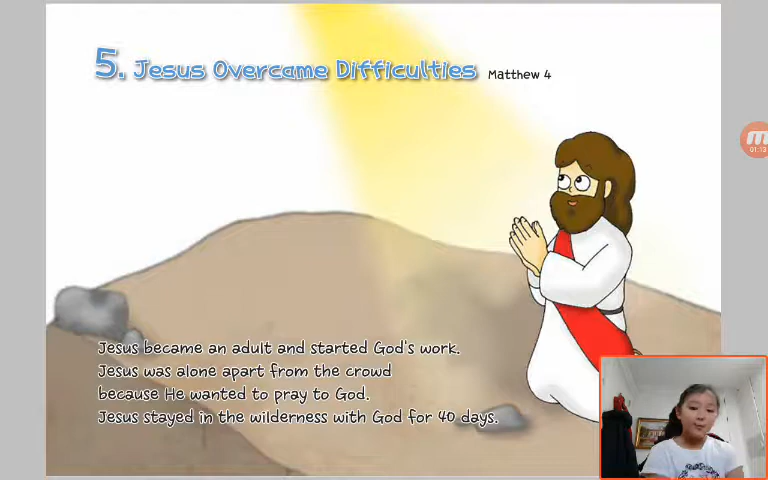 5. Jesus Overcame Difficulties Matthew 4
M
01:13
Jesus became an adult and started God's work.
Jesus was alone apart from the crowd
because He wanted to pray to God.
Jesus stayed in the wilderness with God for 40 days.